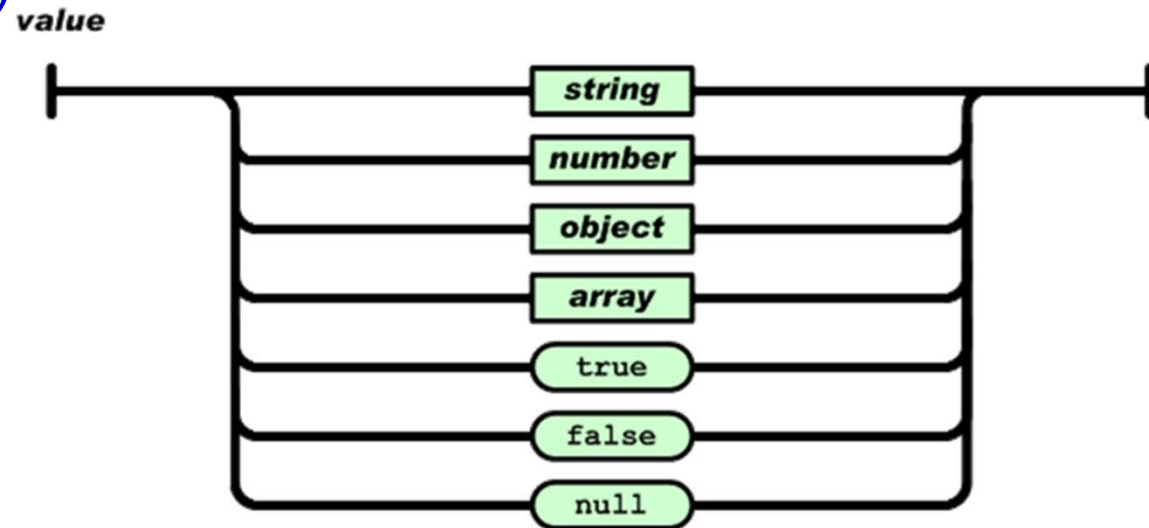 value
string
number
object
array
true
false
null